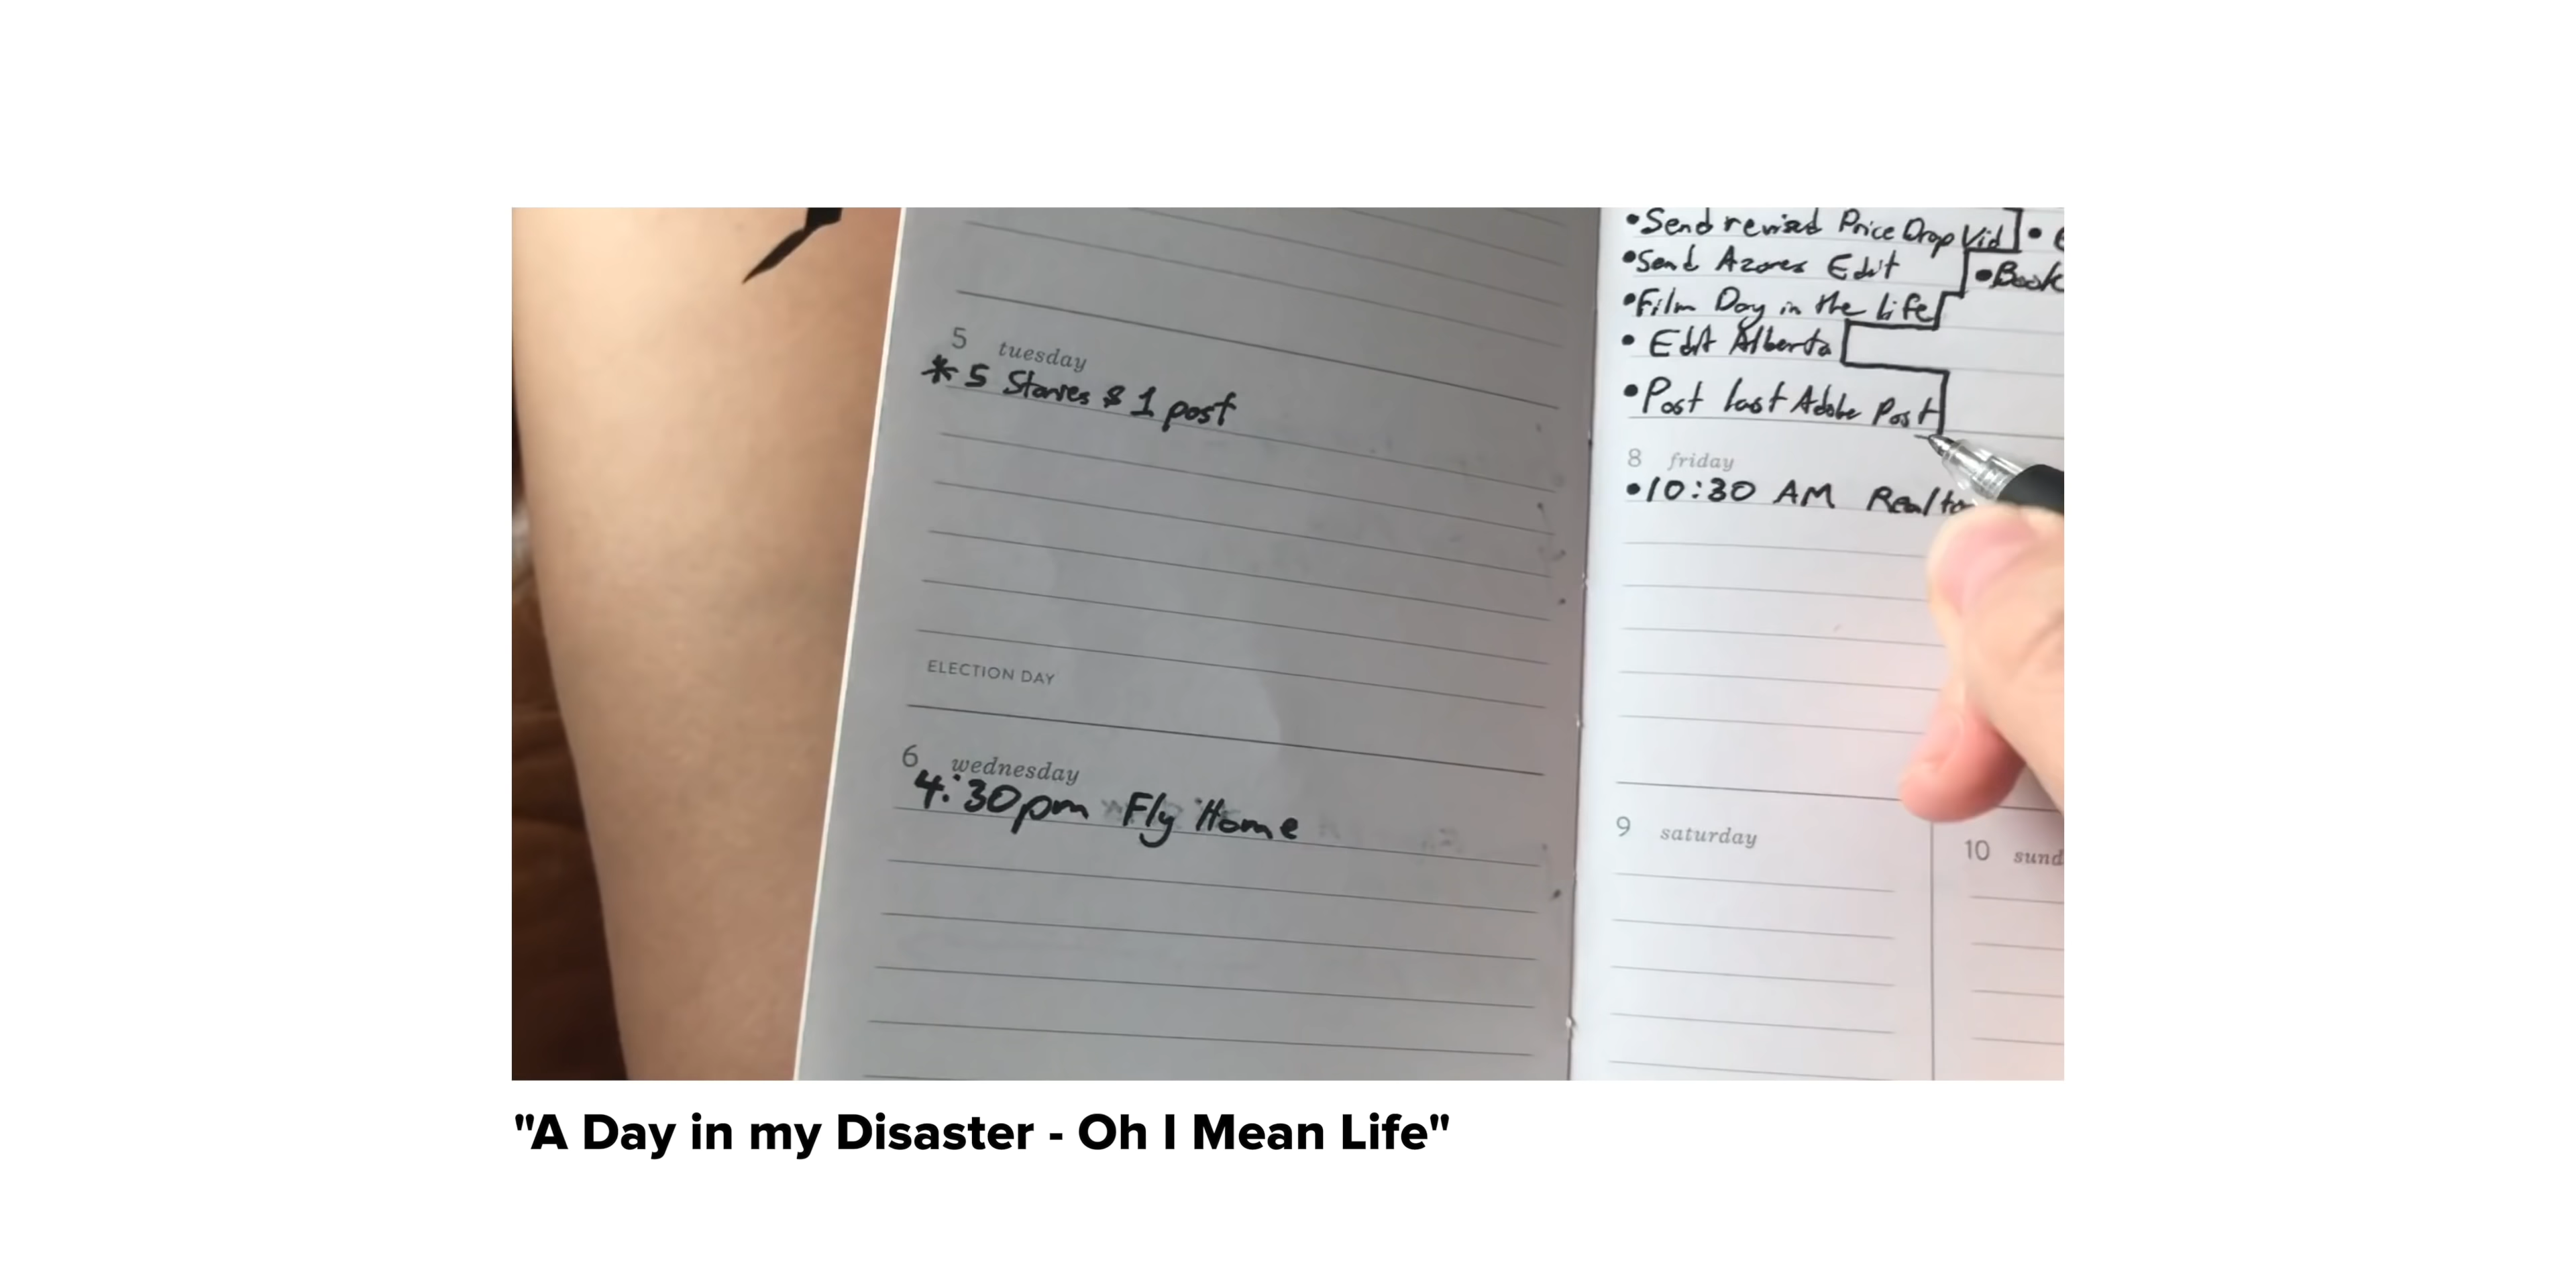 5 tuesday
* 5 Stories & 1 post
ELECTION DAY
6 wednesday
4:30pm Fly Home
•Send revised Price Drop Vid
•Send Azores Edit
•Book
•Film Day in the Life
• Edit Alberta
•Post last Adobe Post
8 friday
•10:30 AM
9 saturday
10
"A Day in my Disaster - Oh I Mean Life"